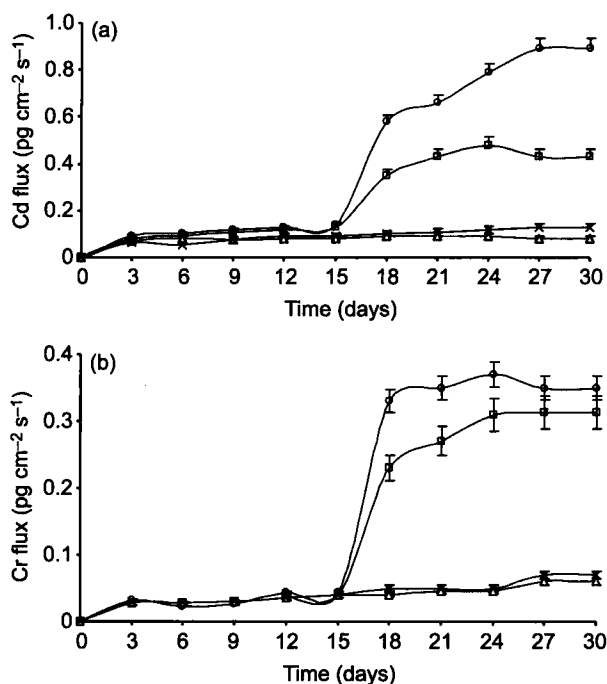 (a)
Cd flux (pg cm⁻² s⁻¹)
1.0
0.8
0.6
0.4
0.2
0
0 3 6 9 12 15 18 21 24 27 30
Time (days)
(b)
Cr flux (pg cm⁻² s⁻¹)
0.4
0.3
0.2
0.1
0
0 3 6 9 12 15 18 21 24 27 30
Time (days)